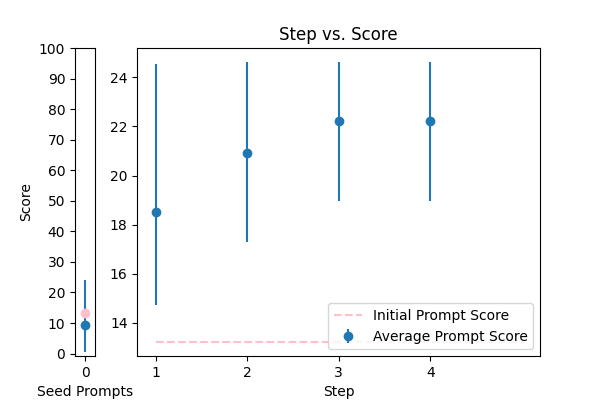 Step vs. Score
100
90
80
70
60
50
40
30
20
10
0
Score
0
Seed Prompts
24
22
20
18
16
14
1 2 3 4
Step
Initial Prompt Score
Average Prompt Score